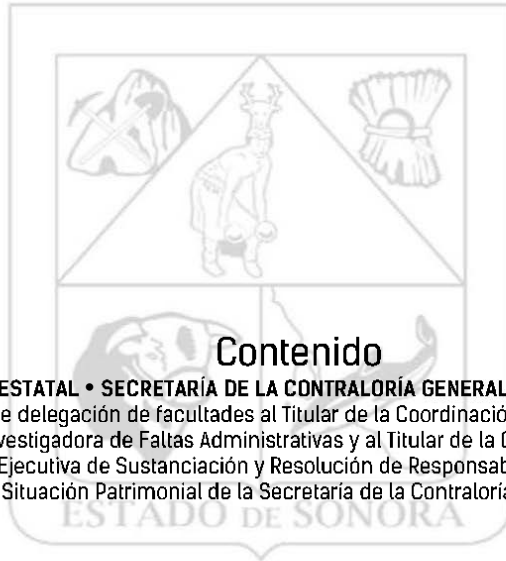 Contenido
ESTATAL • SECRETARÍA DE LA CONTRALORÍA GENERAL
e delegación de facultades al Titular de la Coordinació
vestigadora de Faltas Administrativas y al Titular de la
Ejecutiva de Sustanciación y Resolución de Responsab
Situación Patrimonial de la Secretaría de la Contraloría
ESTADO DE SONORA